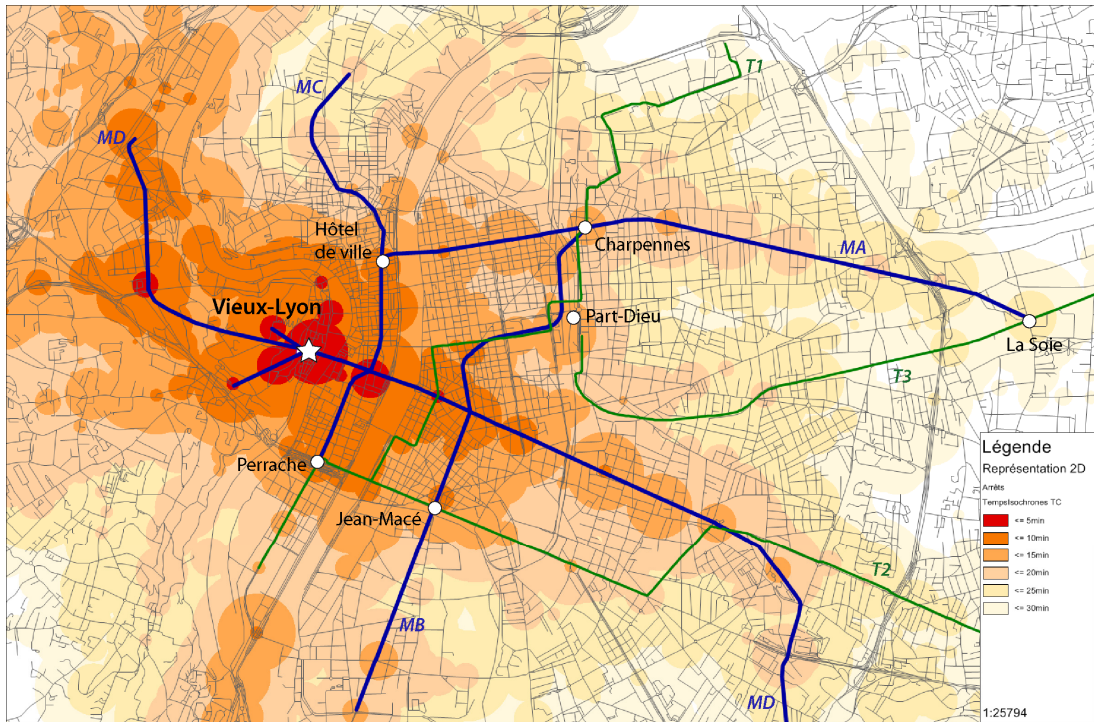 T1
MC
MD
Hôtel
de ville
Charpennes
MA
Vieux-Lyon
Part-Dieu
La Soie
T3
Perrache
Jean-Macé
T2
MB
MD
Légende
Représentation 2D
Arrêts
TempsIsochrones TC
<= 5min
<= 10min
<= 15min
<= 20min
<= 25min
<= 30min
1:25794